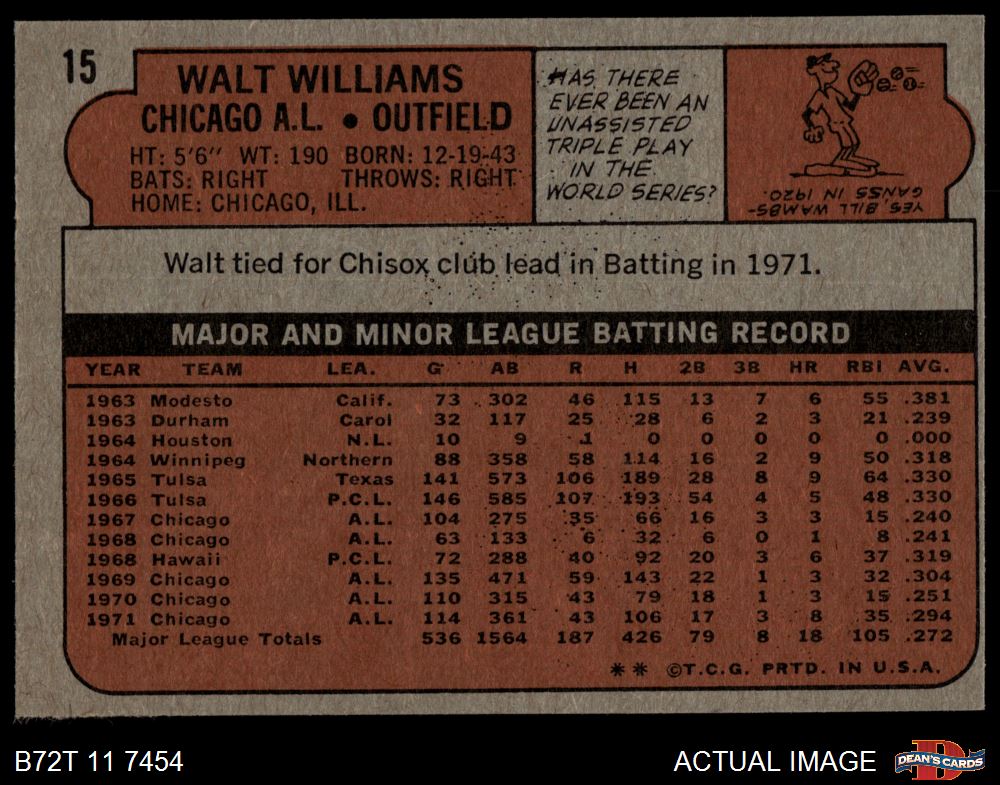 15
WALT WILLIAMS
CHICAGO A.L. • OUTFIELD
HT: 5'6" WT: 190 BORN: 12-19-43
BATS: RIGHT THROWS: RIGHT
HOME: CHICAGO, ILL.
HAS THERE
EVER BEEN AN
UNASSISTED
TRIPLE PLAY
IN THE
WORLD SERIES?
YES, BILL WAMBS-
GANSS IN 1920.
Walt tied for Chisox club lead in Batting in 1971.
MAJOR AND MINOR LEAGUE BATTING RECORD
YEAR TEAM LEA. G AB R H 2B 3B HR RBI AVG.
1963 Modesto Calif. 73 302 46 115 13 7 6 55 .381
1963 Durham Carol 32 117 25 28 6 2 3 21 .239
1964 Houston N.L. 10 9 1 0 0 0 0 0 .000
1964 Winnipeg Northern 88 358 58 114 16 2 9 50 .318
1965 Tulsa Texas 141 573 106 189 28 8 9 64 .330
1966 Tulsa P.C.L. 146 585 107 193 54 4 5 48 .330
1967 Chicago A.L. 104 275 35 66 16 3 3 15 .240
1968 Chicago A.L. 63 133 6 32 6 0 1 8 .241
1968 Hawaii P.C.L. 72 288 40 92 20 3 6 37 .319
1969 Chicago A.L. 135 471 59 143 22 1 3 32 .304
1970 Chicago A.L. 110 315 43 79 18 1 3 15 .251
1971 Chicago A.L. 114 361 43 106 17 3 8 35 .294
Major League Totals 536 1564 187 426 79 8 18 105 .272
** ©T.C.G. PRTD. IN U.S.A.
B72T 11 7454
ACTUAL IMAGE
DEAN'S CARDS